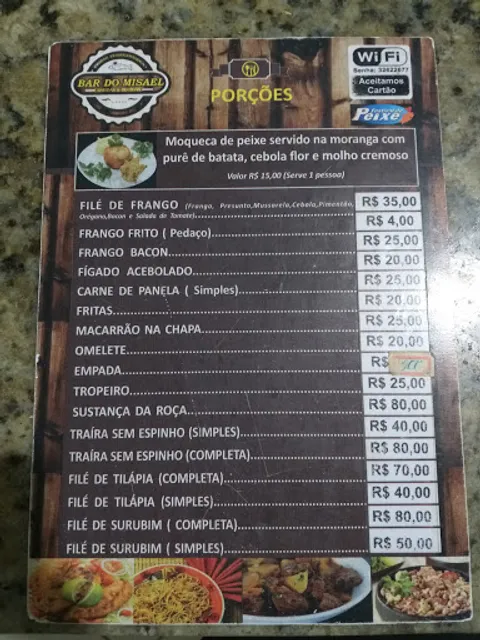 BAR DO MISAEL
PORÇÕES
WiFi
Senha:
Aceitamos
Cartão
Peixe
Moqueca de peixe servido na moranga com
purê de batata, cebola flor e molho cremoso
Valor R$ 15,00 (Serve 1 pessoa)
FILÉ DE FRANGO (Frango, Presunto, Mussarela, Cebola, Pimentão,
Orégano, Bacon e Salada de Tomate) R$ 35,00
FRANGO FRITO ( Pedaço) R$ 4,00
FRANGO BACON R$ 25,00
FÍGADO ACEBOLADO R$ 20,00
CARNE DE PANELA ( Simples) R$ 25,00
FRITAS R$ 20,00
MACARRÃO NA CHAPA R$ 25,00
OMELETE R$ 20,00
EMPADA R$
TROPEIRO R$ 25,00
SUSTANÇA DA ROÇA R$ 80,00
TRAÍRA SEM ESPINHO (SIMPLES) R$ 40,00
TRAÍRA SEM ESPINHO (COMPLETA) R$ 80,00
FILÉ DE TILÁPIA (COMPLETA) R$ 70,00
FILÉ DE TILÁPIA (SIMPLES) R$ 40,00
FILÉ DE SURUBIM ( COMPLETA) R$ 80,00
FILÉ DE SURUBIM ( SIMPLES) R$ 50,00